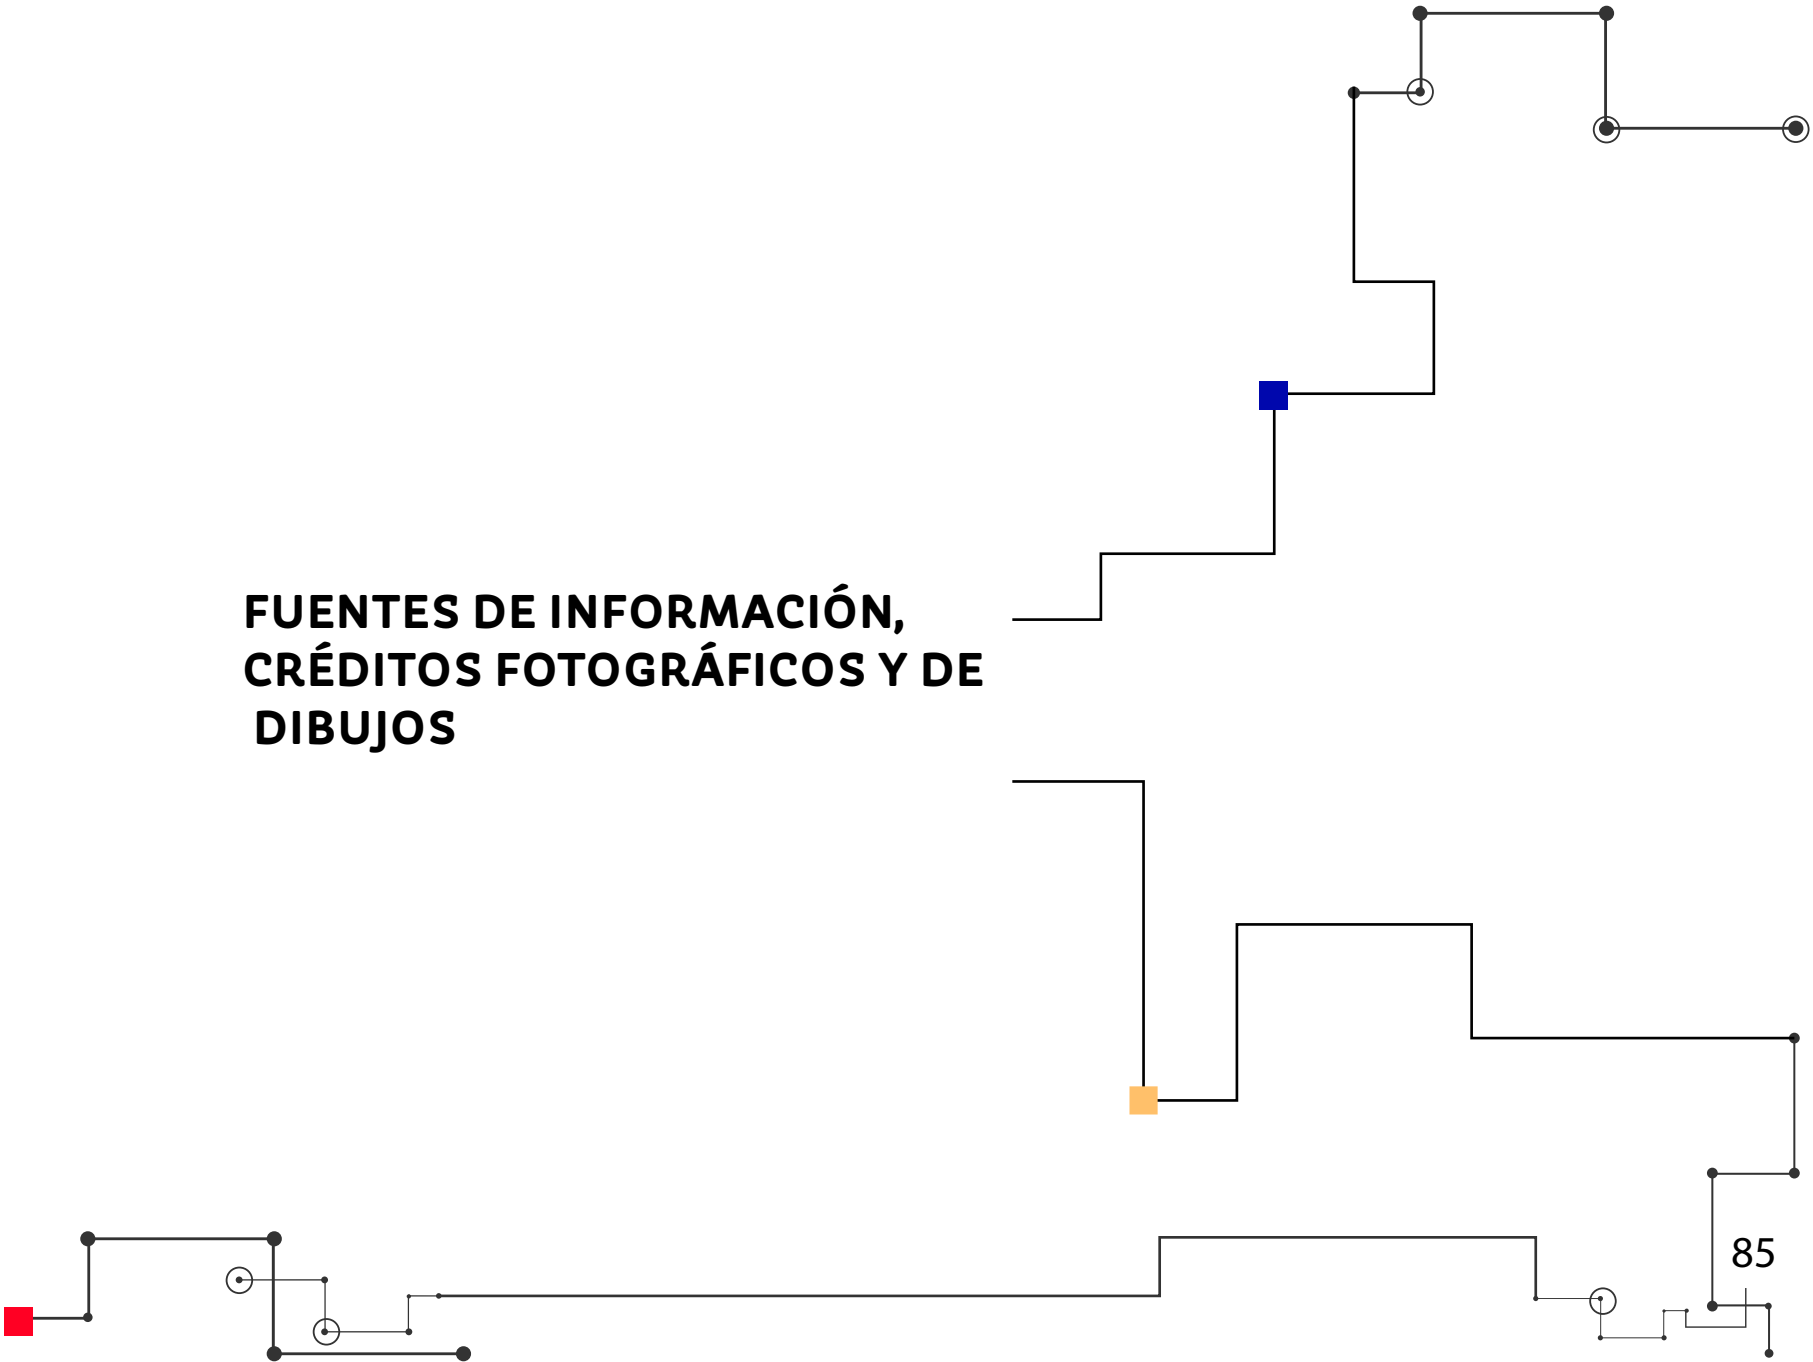 FUENTES DE INFORMACIÓN,
CRÉDITOS FOTOGRÁFICOS Y DE
DIBUJOS
85